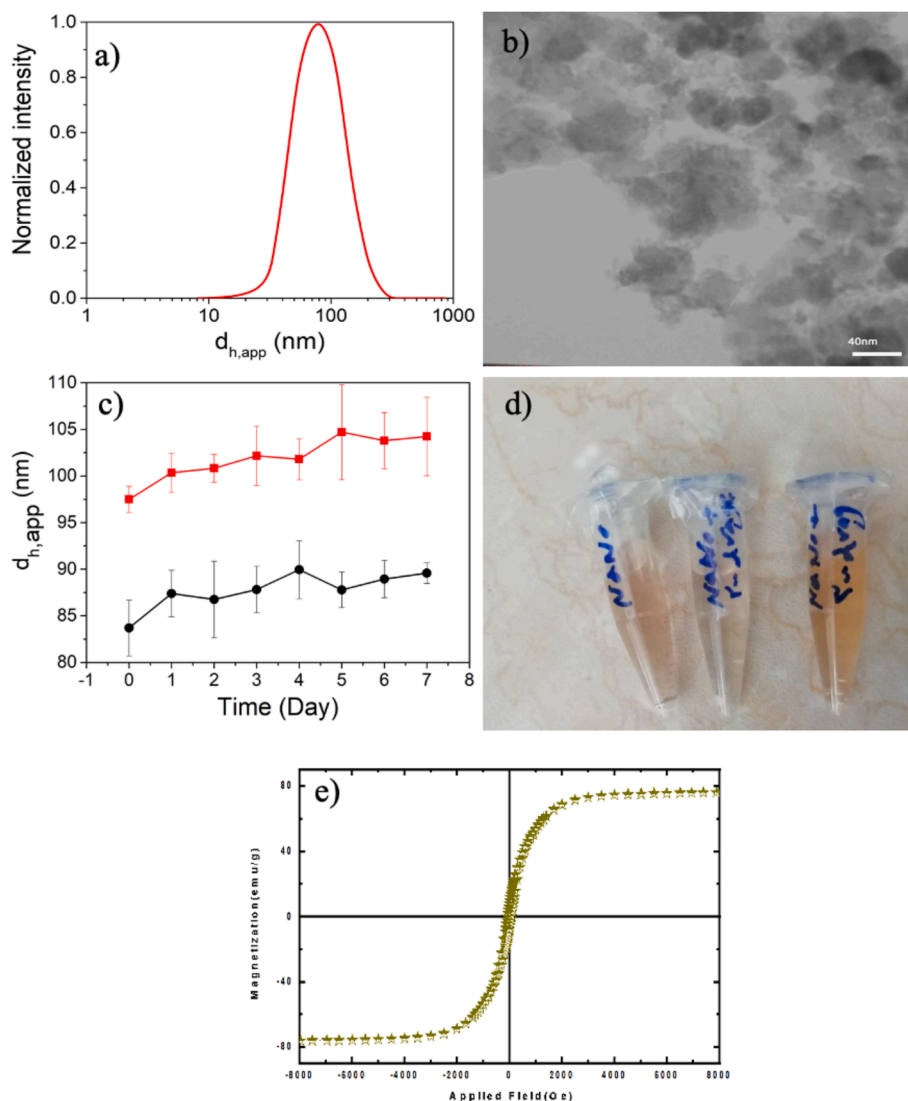 a)
Normalized intensity
1.0
0.8
0.6
0.4
0.2
0.0
1 10 100 1000
d_h,app (nm)
b)
40nm
c)
d_h,app (nm)
110
105
100
95
90
85
80
-1 0 1 2 3 4 5 6 7 8
Time (Day)
d)
NaNO
e)
Magnetization(emu/g)
80
40
0
-40
-80
-8000 -6000 -4000 -2000 0 2000 4000 6000 8000
Applied Field(Oe)